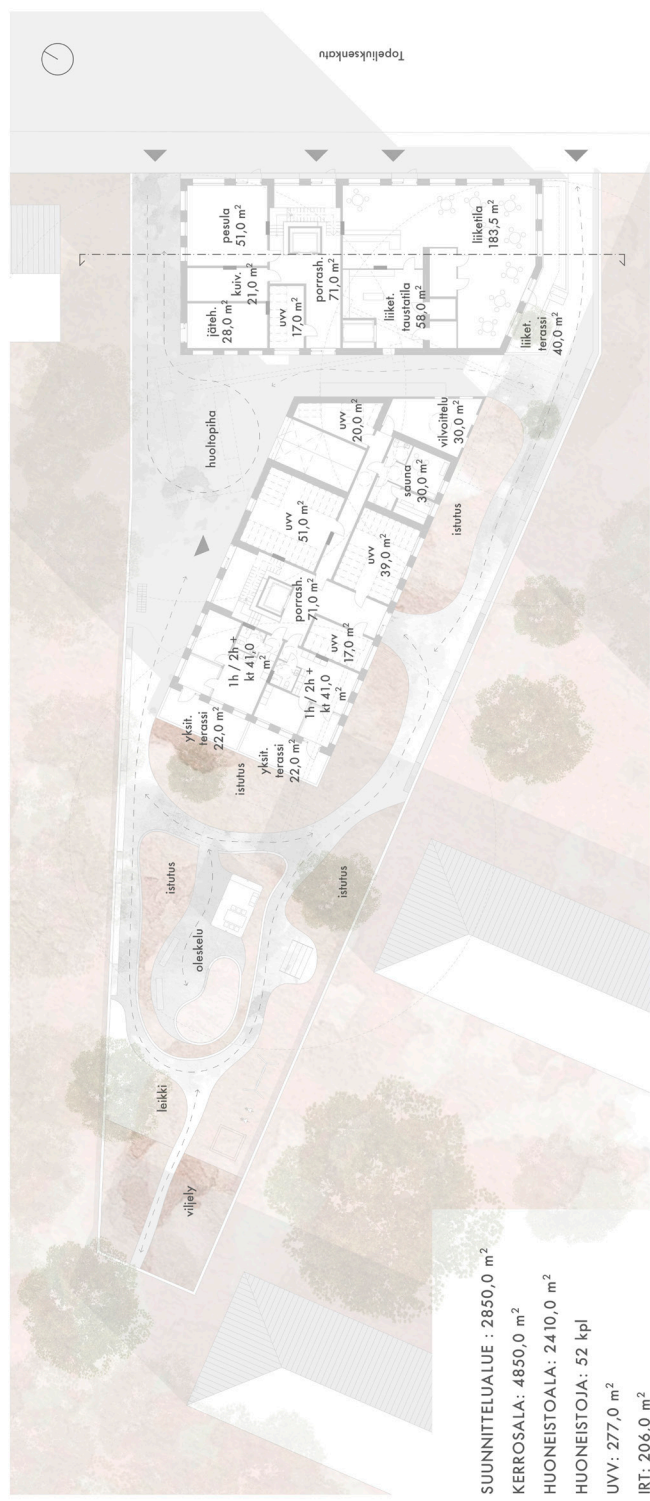 Topeliuksenkatu
pesula
51,0 m²
kuiv.
21,0 m²
jäteh.
28,0 m²
uvv
17,0 m²
porrash.
71,0 m²
liiketila
183,5 m²
liiket.
taustatila
58,0 m²
liiket.
terassi
40,0 m²
huoltopiha
uvv
20,0 m²
vilvoittelu
30,0 m²
sauna
30,0 m²
istutus
uvv
51,0 m²
uvv
39,0 m²
porrash.
71,0 m²
uvv
17,0 m²
1h / 2h +
kt 41,0
m²
1h / 2h +
kt 41,0
m²
yksit.
terassi
22,0 m²
yksit.
terassi
22,0 m²
istutus
istutus
istutus
oleskelu
leikki
viljely
SUUNNITTELUALUE : 2850,0 m²
KERROSALA: 4850,0 m²
HUONEISTOALA: 2410,0 m²
HUONEISTOJA: 52 kpl
UVV: 277,0 m²
IRT: 206,0 m²